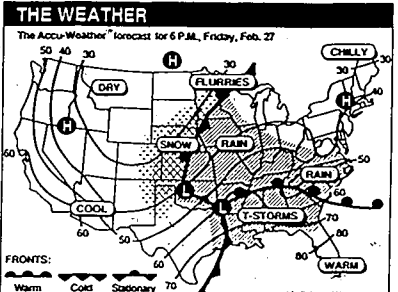 THE WEATHER
The Accu-Weather™ forecast for 6 P.M., Friday, Feb. 27
50 40 30
H
30
CHILLY
FLURRIES
30
DRY
H
40
H
SNOW
RAIN
60
50
RAIN
60
L
L
COOL
T-STORMS
70
60
50
80
60
80
WARM
70
FRONTS:
Warm Cold Stationary